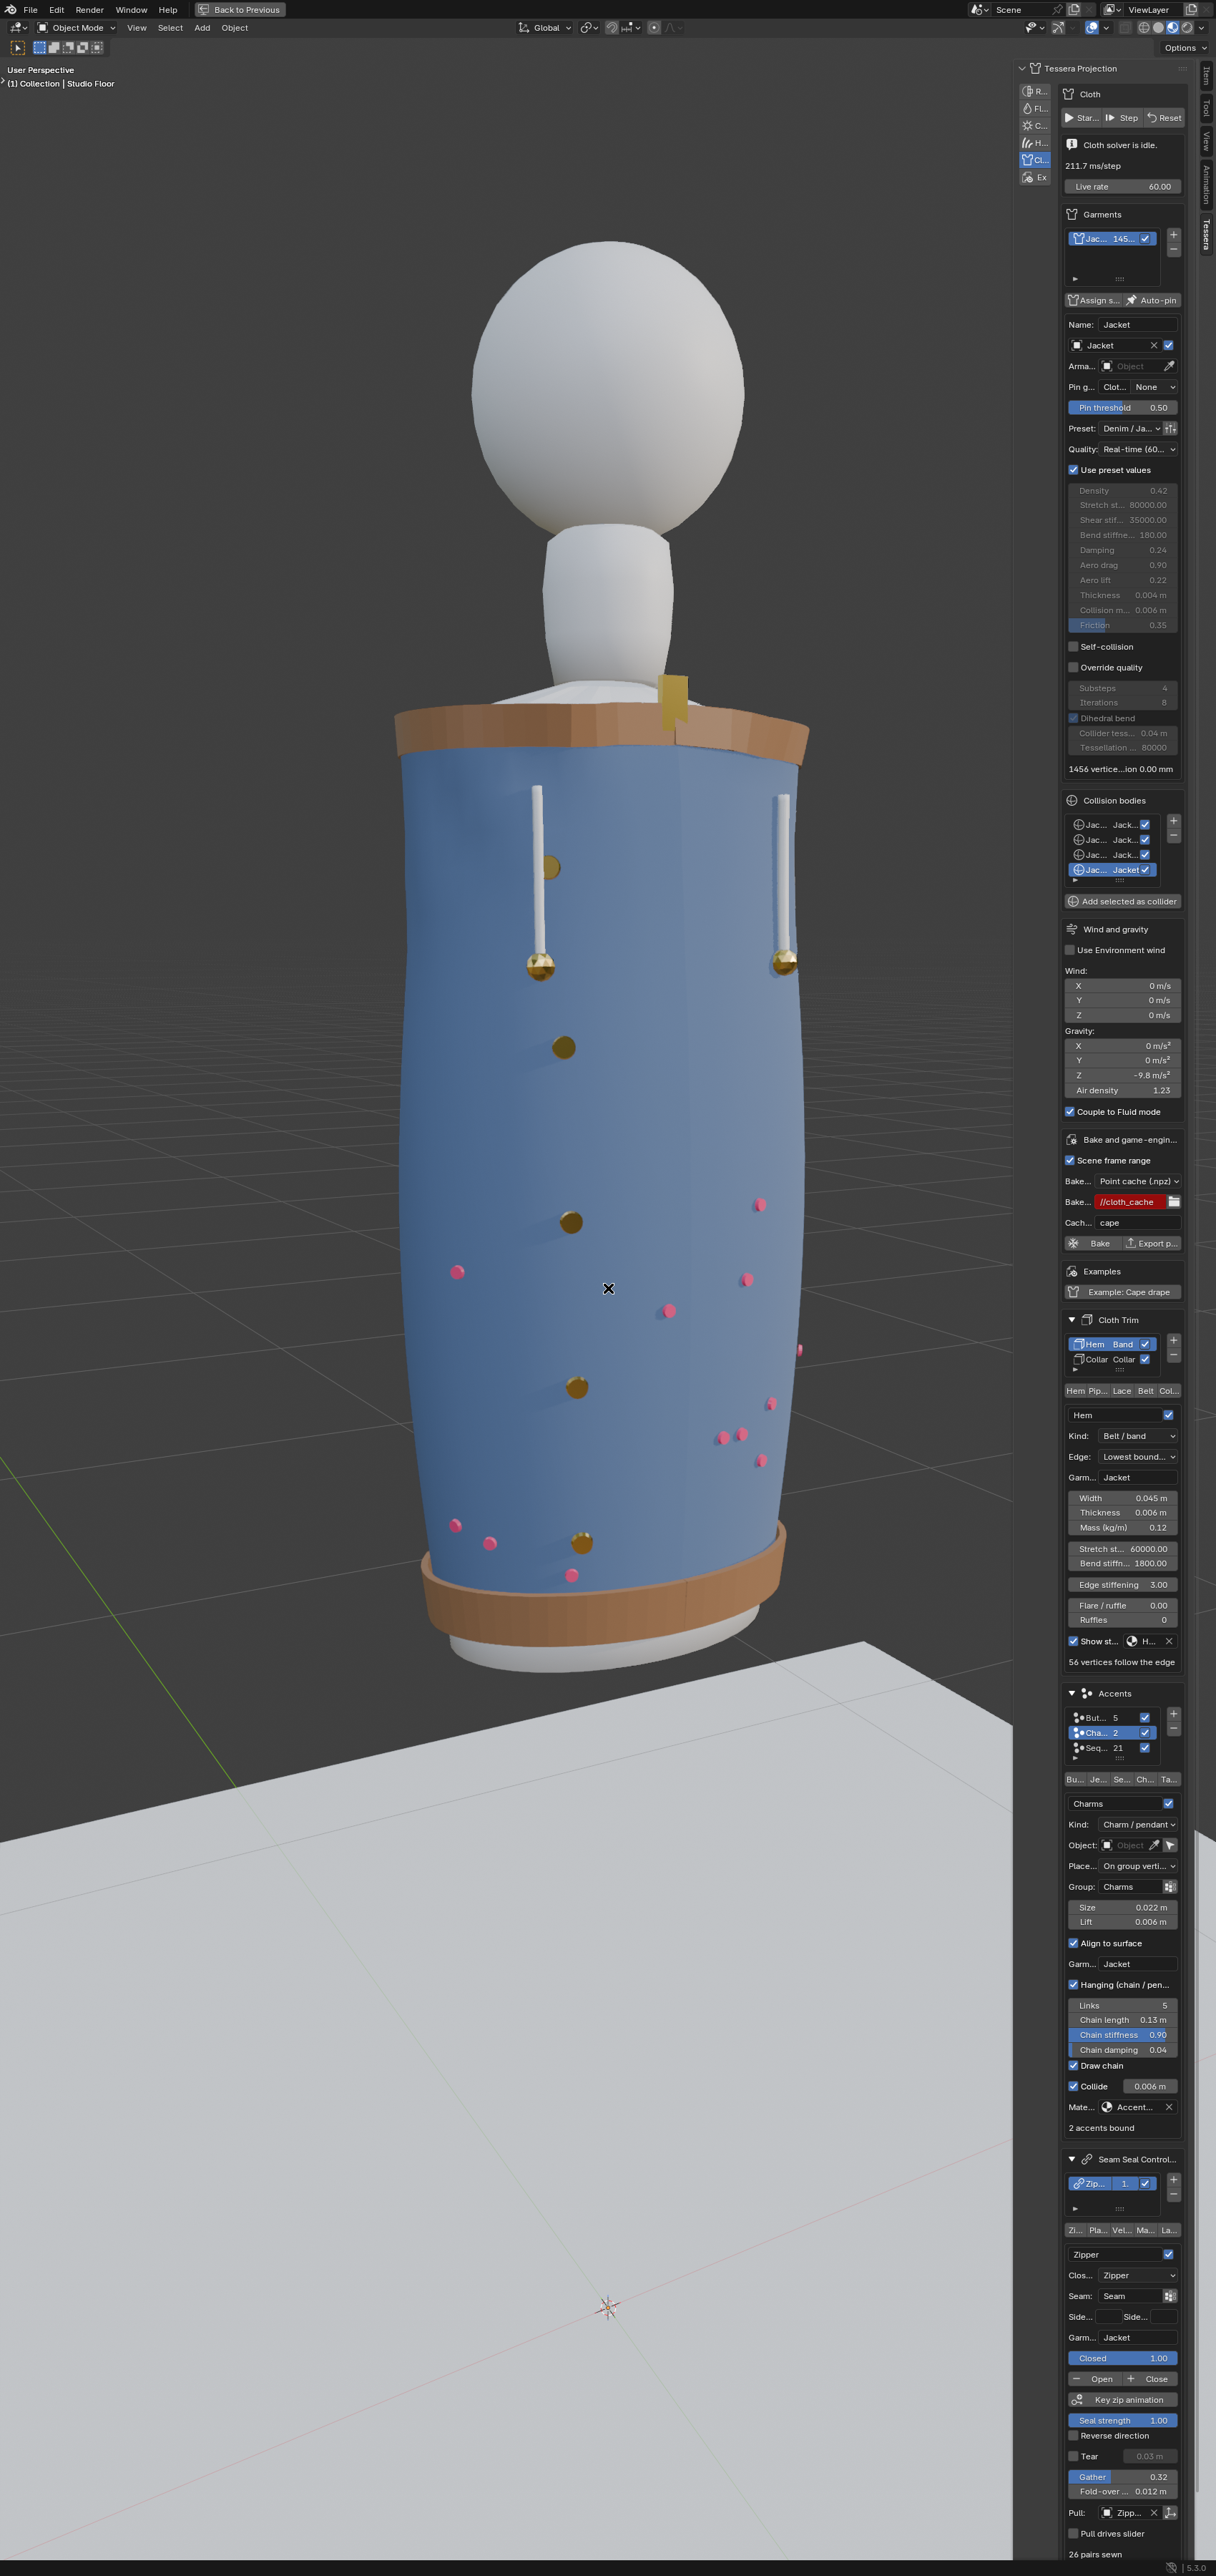 File Edit Render Window Help Back to Previous Scene ViewLayer
Object Mode View Select Add Object Global
Options
User Perspective
(1) Collection | Studio Floor
Tessera Projection
Item
Tool
View
Animation
Tessera
R...
Fl...
C...
H...
Cl...
Ex
Cloth
Star... Step Reset
Cloth solver is idle.
211.7 ms/step
Live rate 60.00
Garments
Jac... 145...
Assign s... Auto-pin
Name: Jacket
Jacket
Arma... Object
Pin g... Clot... None
Pin threshold 0.50
Preset: Denim / Ja...
Quality: Real-time (60...
Use preset values
Density 0.42
Stretch st... 80000.00
Shear stif... 35000.00
Bend stiffne... 180.00
Damping 0.24
Aero drag 0.90
Aero lift 0.22
Thickness 0.004 m
Collision m... 0.006 m
Friction 0.35
Self-collision
Override quality
Substeps 4
Iterations 8
Dihedral bend
Collider tess... 0.04 m
Tessellation ... 80000
1456 vertice...ion 0.00 mm
Collision bodies
Jac... Jack...
Jac... Jack...
Jac... Jack...
Jac... Jacket
Add selected as collider
Wind and gravity
Use Environment wind
Wind:
X 0 m/s
Y 0 m/s
Z 0 m/s
Gravity:
X 0 m/s²
Y 0 m/s²
Z -9.8 m/s²
Air density 1.23
Couple to Fluid mode
Bake and game-engin...
Scene frame range
Bake... Point cache (.npz)
Bake... //cloth_cache
Cach... cape
Bake Export p...
Examples
Example: Cape drape
Cloth Trim
Hem Band
Collar Collar
Hem Pip... Lace Belt Col...
Hem
Kind: Belt / band
Edge: Lowest bound...
Garm... Jacket
Width 0.045 m
Thickness 0.006 m
Mass (kg/m) 0.12
Stretch st... 60000.00
Bend stiffn... 1800.00
Edge stiffening 3.00
Flare / ruffle 0.00
Ruffles 0
Show st... H...
56 vertices follow the edge
Accents
But... 5
Cha... 2
Seq... 21
Bu... Je... Se... Ch... Ta...
Charms
Kind: Charm / pendant
Object: Object
Place... On group verti...
Group: Charms
Size 0.022 m
Lift 0.006 m
Align to surface
Garm... Jacket
Hanging (chain / pen...
Links 5
Chain length 0.13 m
Chain stiffness 0.90
Chain damping 0.04
Draw chain
Collide 0.006 m
Mate... Accent...
2 accents bound
Seam Seal Control...
Zip... 1.
Zi... Pla... Vel... Ma... La...
Zipper
Clos... Zipper
Seam: Seam
Side... Side...
Garm... Jacket
Closed 1.00
Open Close
Key zip animation
Seal strength 1.00
Reverse direction
Tear 0.03 m
Gather 0.32
Fold-over ... 0.012 m
Pull: Zipp...
Pull drives slider
26 pairs sewn
5.3.0